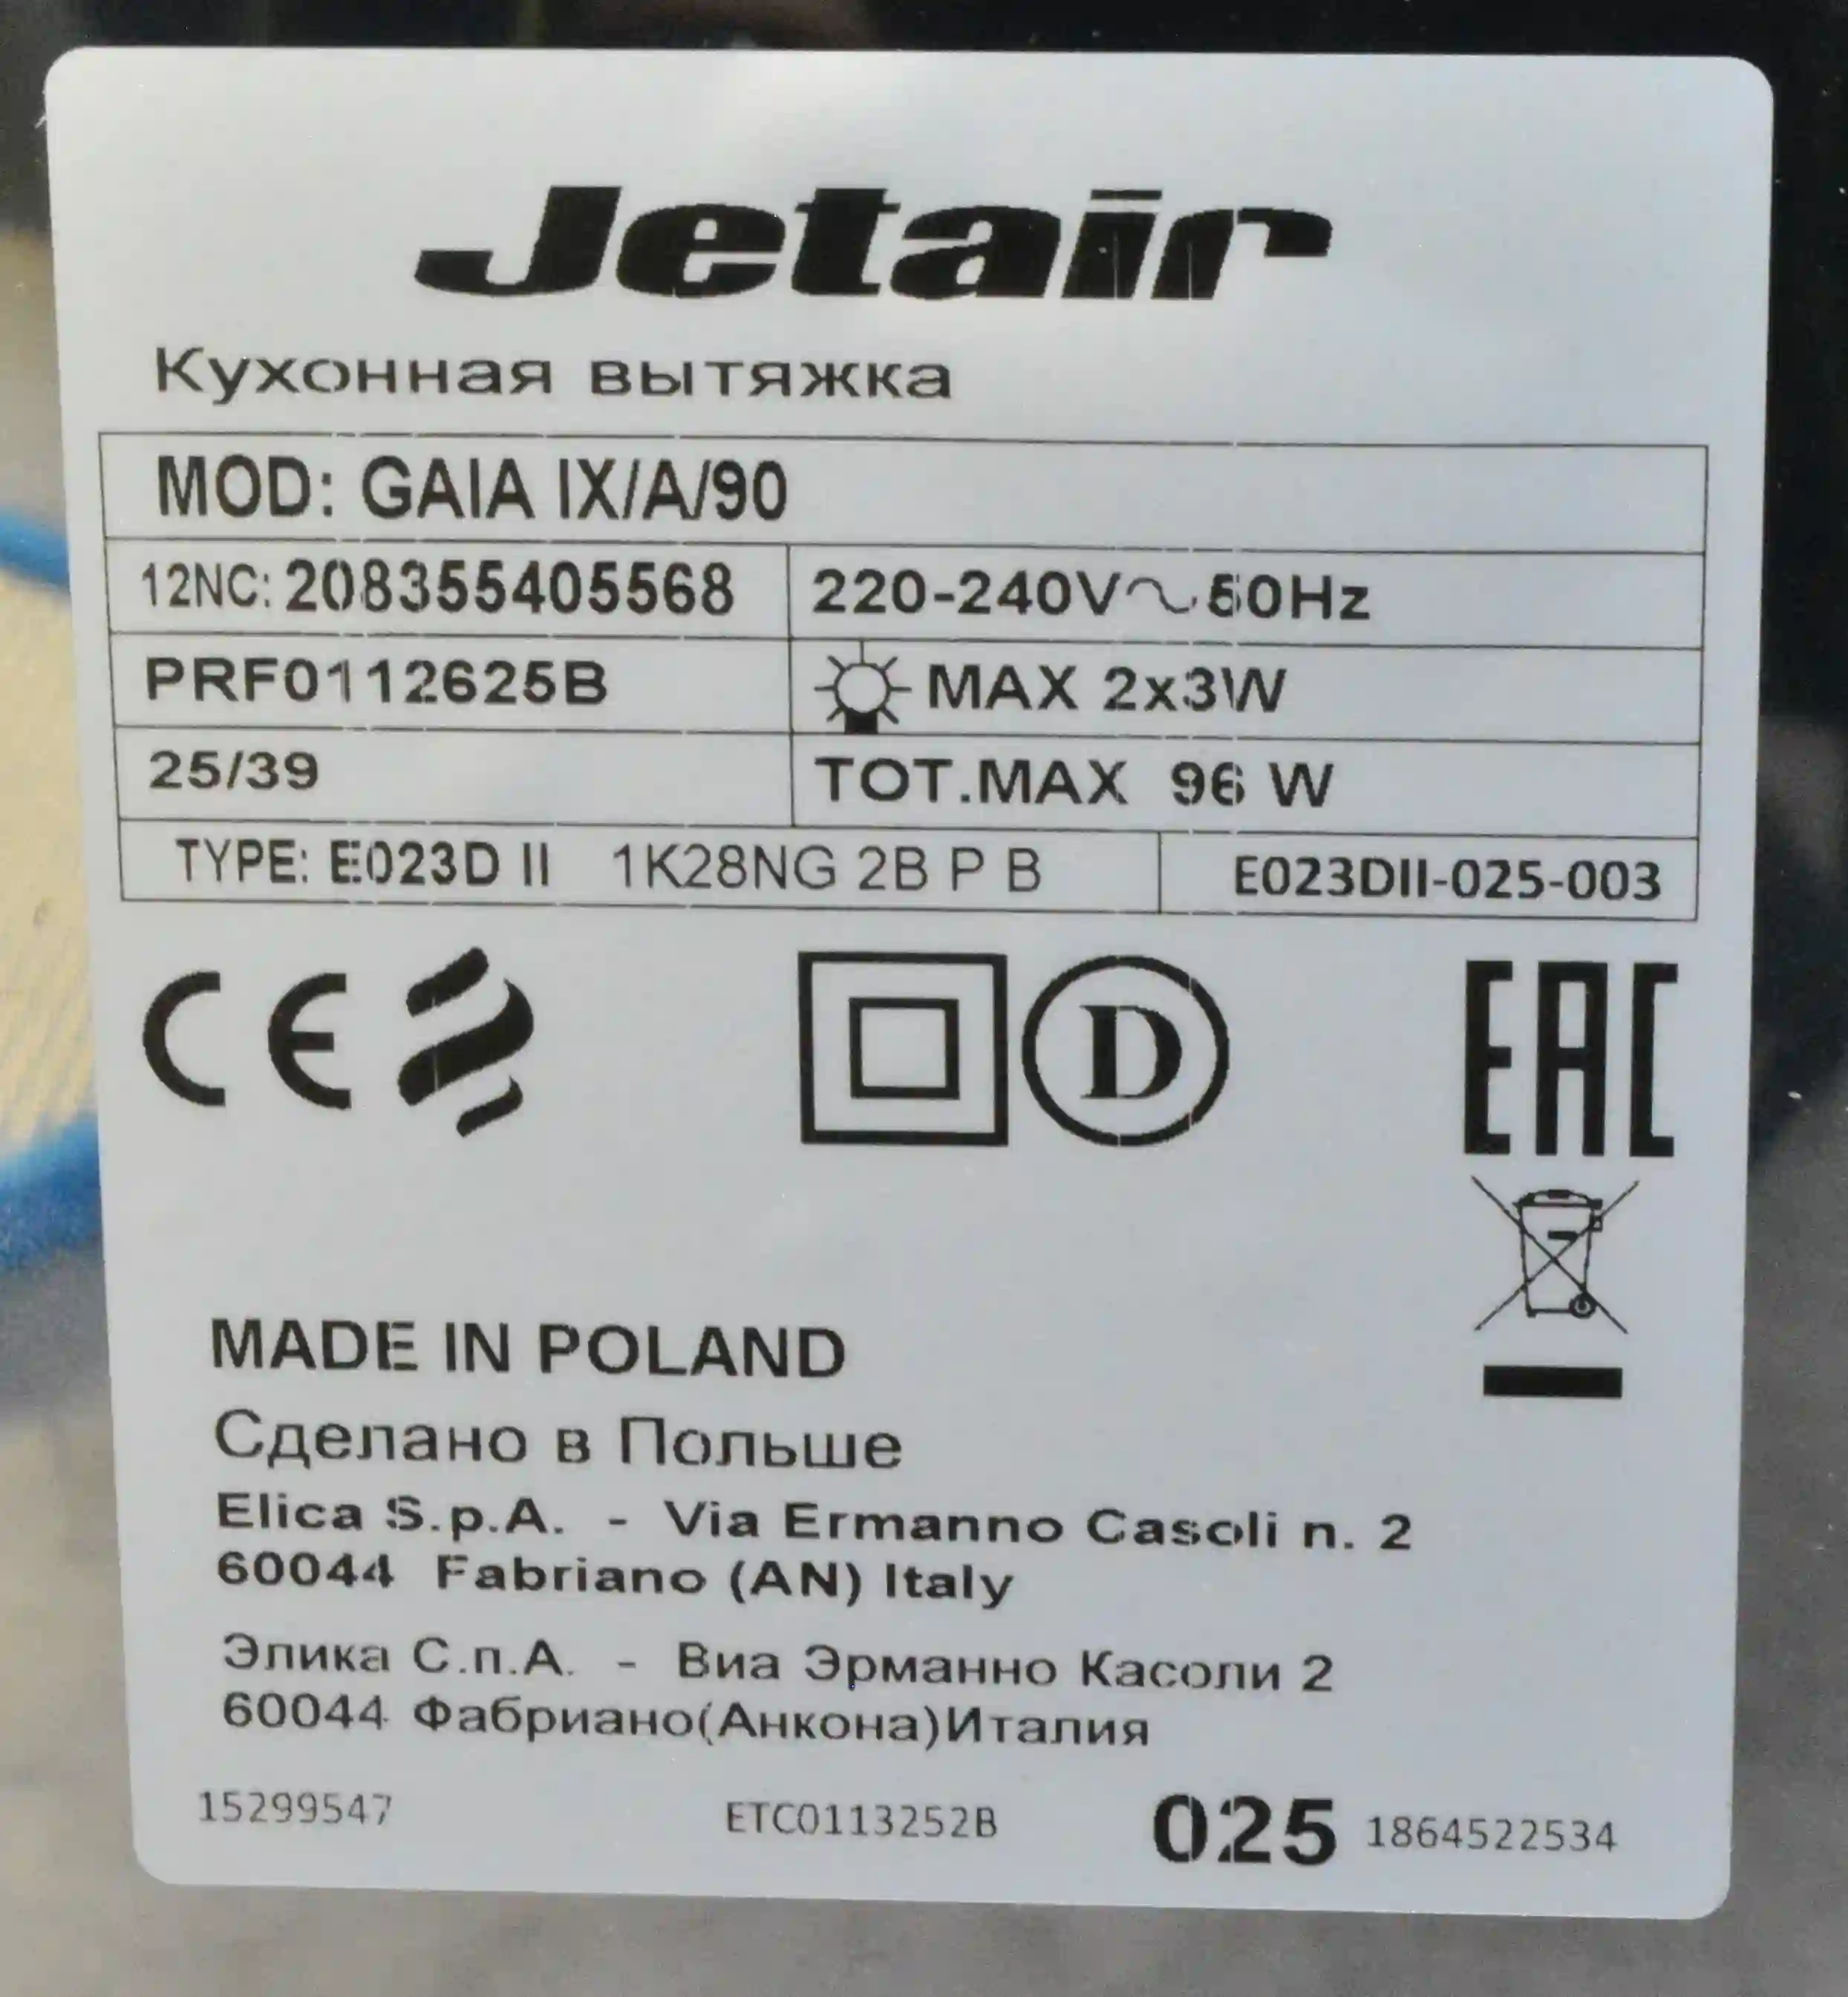 Jetair
Кухонная вытяжка
MOD: GAIA IX/A/90
12NC: 208355405568
220-240V~50Hz
PRF0112625B
MAX 2x3W
25/39
TOT.MAX 96 W
TYPE: E023D II 1K28NG 2B P B
E023DII-025-003
CE
D
EAC
MADE IN POLAND
Сделано в Польше
Elica S.p.A. - Via Ermanno Casoli n. 2
60044 Fabriano (AN) Italy
Элика С.п.А. - Виа Эрманно Касоли 2
60044 Фабриано(Анкона)Италия
15299547
ETC0113252B
025 1864522534